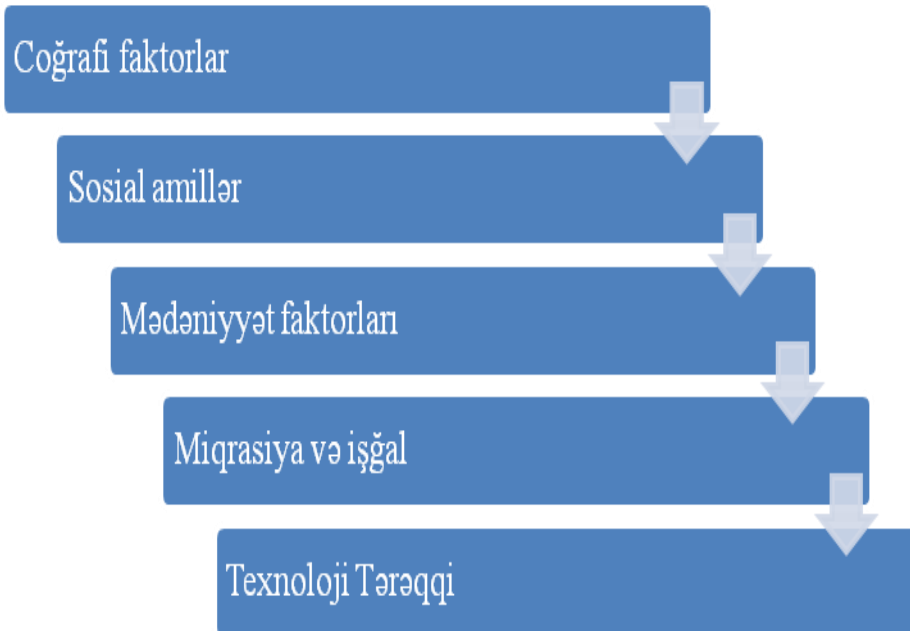 Coğrafi faktorlar
Sosial amillər
Mədəniyyət faktorları
Miqrasiya və işğal
Texnoloji Tərəqqi